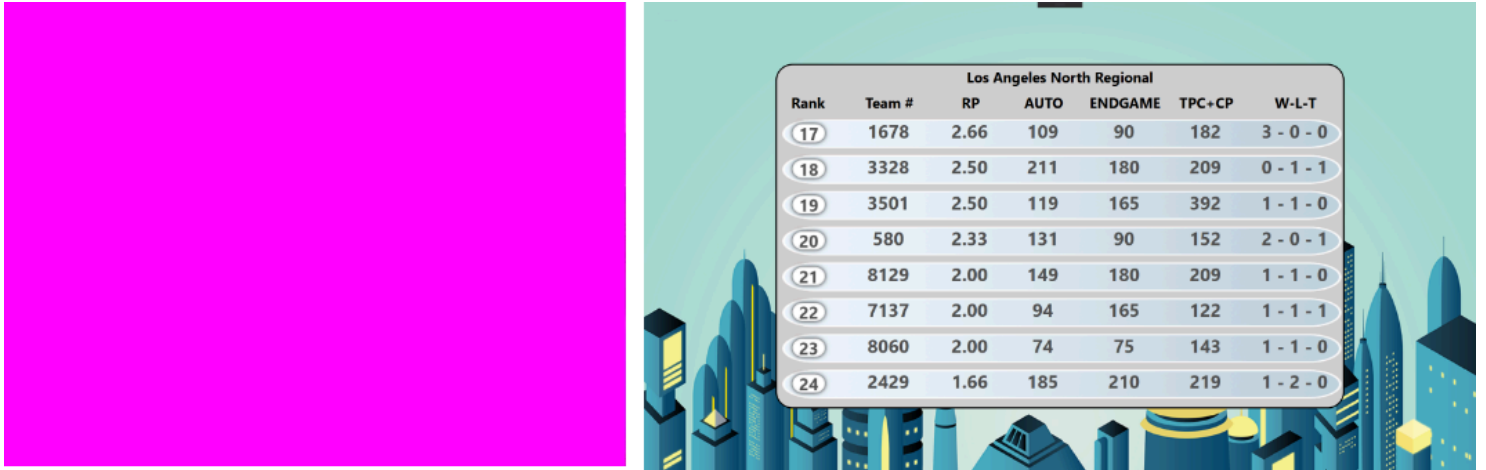 Los Angeles North Regional
Rank Team # RP AUTO ENDGAME TPC+CP W-L-T
17 1678 2.66 109 90 182 3 - 0 - 0
18 3328 2.50 211 180 209 0 - 1 - 1
19 3501 2.50 119 165 392 1 - 1 - 0
20 580 2.33 131 90 152 2 - 0 - 1
21 8129 2.00 149 180 209 1 - 1 - 0
22 7137 2.00 94 165 122 1 - 1 - 1
23 8060 2.00 74 75 143 1 - 1 - 0
24 2429 1.66 185 210 219 1 - 2 - 0